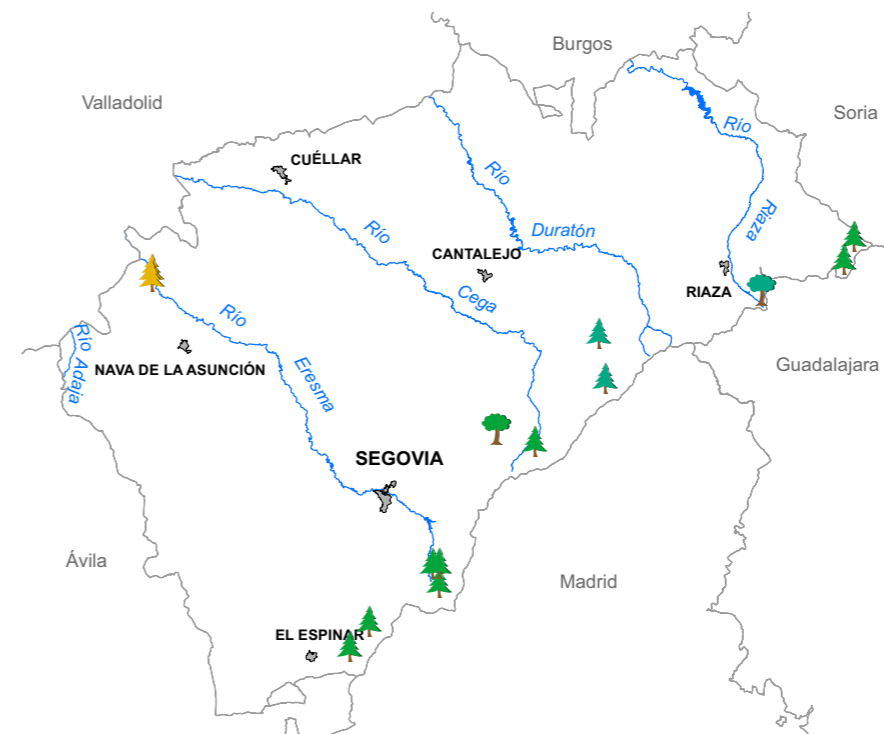 Burgos
Valladolid
Soria
Río
CUÉLLAR
Río
Riaza
Río
Duratón
CANTALEJO
RIAZA
Cega
Río
Río Adaja
NAVA DE LA ASUNCIÓN
Eresma
Guadalajara
SEGOVIA
Ávila
Madrid
EL ESPINAR